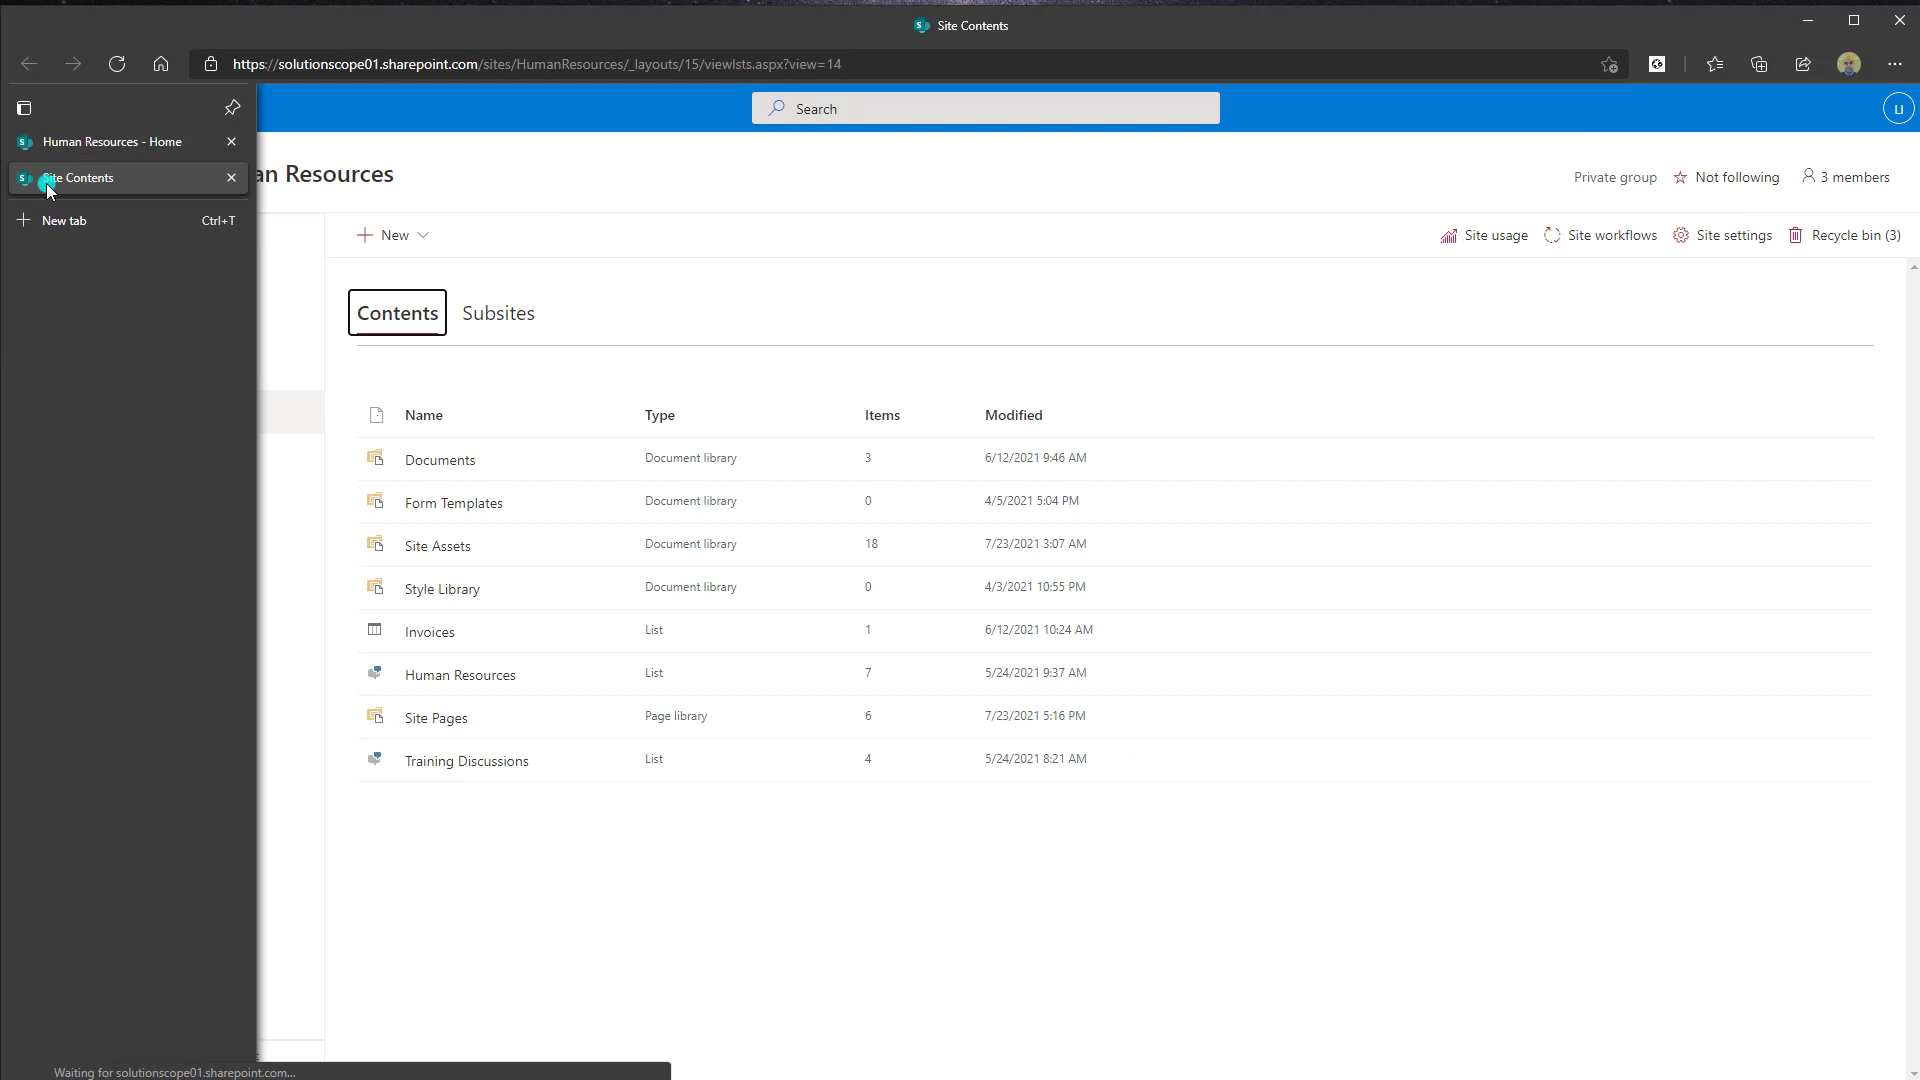 Site Contents
https://solutionscope01.sharepoint.com/sites/HumanResources/_layouts/15/viewlsts.aspx?view=14
Search
LI
Human Resources - Home
Site Contents
New tab Ctrl+T
an Resources
Private group Not following 3 members
New
Site usage Site workflows Site settings Recycle bin (3)
Contents Subsites
Name Type Items Modified
Documents Document library 3 6/12/2021 9:46 AM
Form Templates Document library 0 4/5/2021 5:04 PM
Site Assets Document library 18 7/23/2021 3:07 AM
Style Library Document library 0 4/3/2021 10:55 PM
Invoices List 1 6/12/2021 10:24 AM
Human Resources List 7 5/24/2021 9:37 AM
Site Pages Page library 6 7/23/2021 5:16 PM
Training Discussions List 4 5/24/2021 8:21 AM
Waiting for solutionscope01.sharepoint.com...